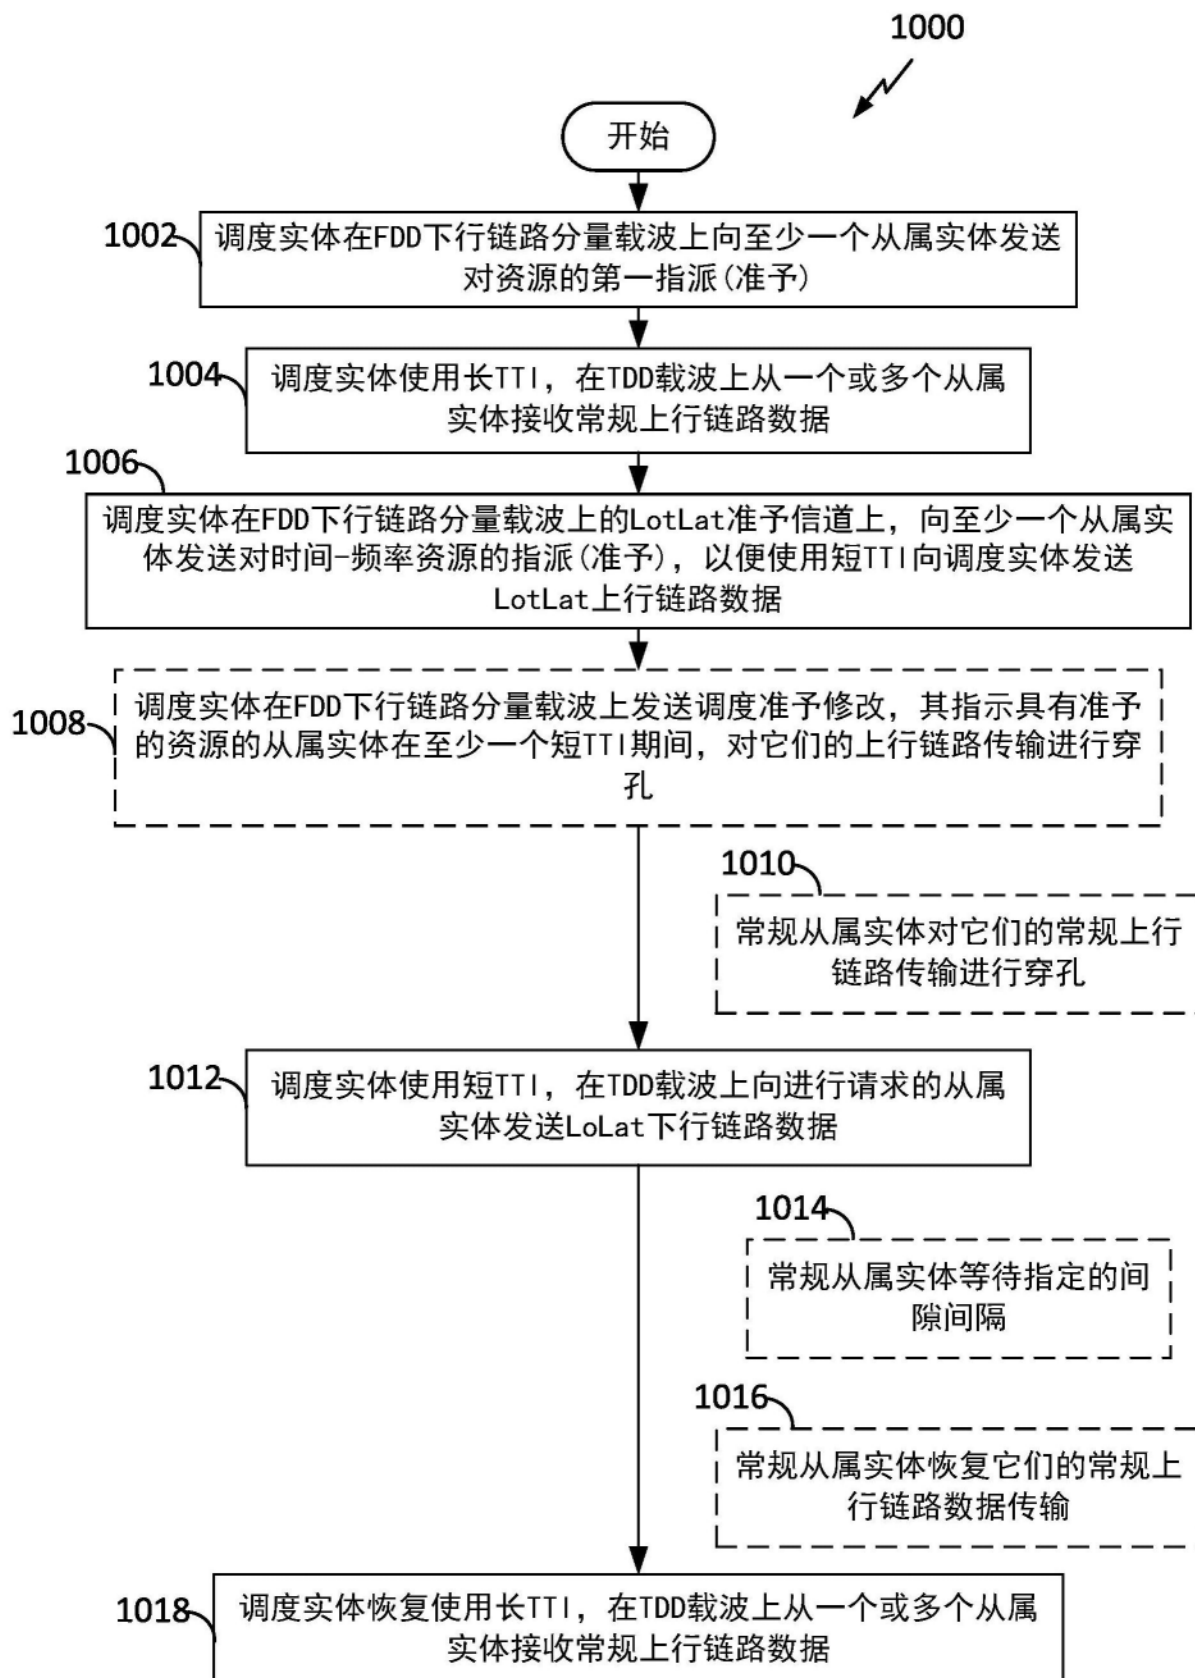 1000
开始
1002
调度实体在FDD下行链路分量载波上向至少一个从属实体发送
对资源的第一指派(准予)
1004
调度实体使用长TTI，在TDD载波上从一个或多个从属
实体接收常规上行链路数据
1006
调度实体在FDD下行链路分量载波上的LotLat准予信道上，向至少一个从属实
体发送对时间-频率资源的指派(准予)，以便使用短TTI向调度实体发送
LotLat上行链路数据
1008
调度实体在FDD下行链路分量载波上发送调度准予修改，其指示具有准予
的资源的从属实体在至少一个短TTI期间，对它们的上行链路传输进行穿
孔
1010
常规从属实体对它们的常规上行
链路传输进行穿孔
1012
调度实体使用短TTI，在TDD载波上向进行请求的从属
实体发送LoLat下行链路数据
1014
常规从属实体等待指定的间
隙间隔
1016
常规从属实体恢复它们的常规上
行链路数据传输
1018
调度实体恢复使用长TTI，在TDD载波上从一个或多个从属
实体接收常规上行链路数据